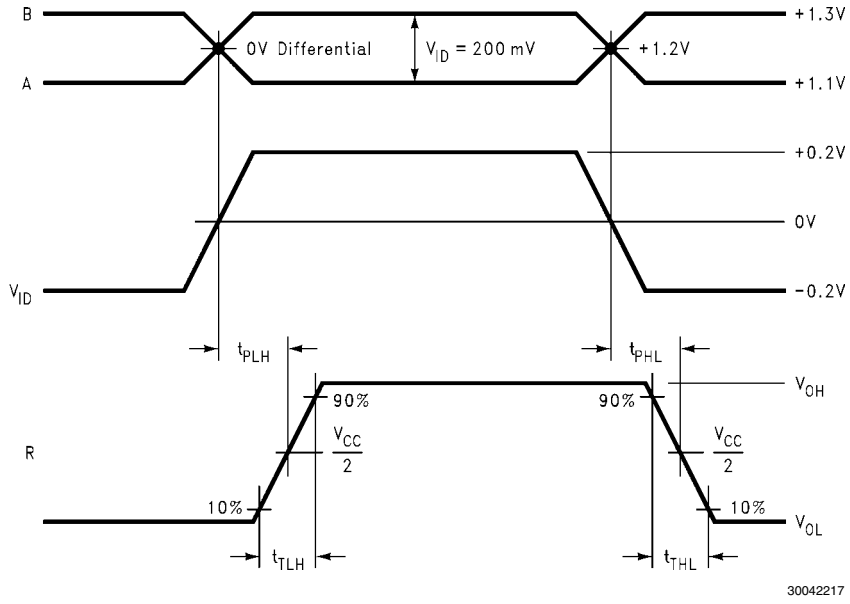 B
+1.3V
0V Differential
V_ID = 200 mV
+1.2V
A
+1.1V
+0.2V
0V
V_ID
-0.2V
t_PLH
t_PHL
V_OH
90%
90%
R
V_CC
2
V_CC
2
10%
10%
V_OL
t_TLH
t_THL
30042217